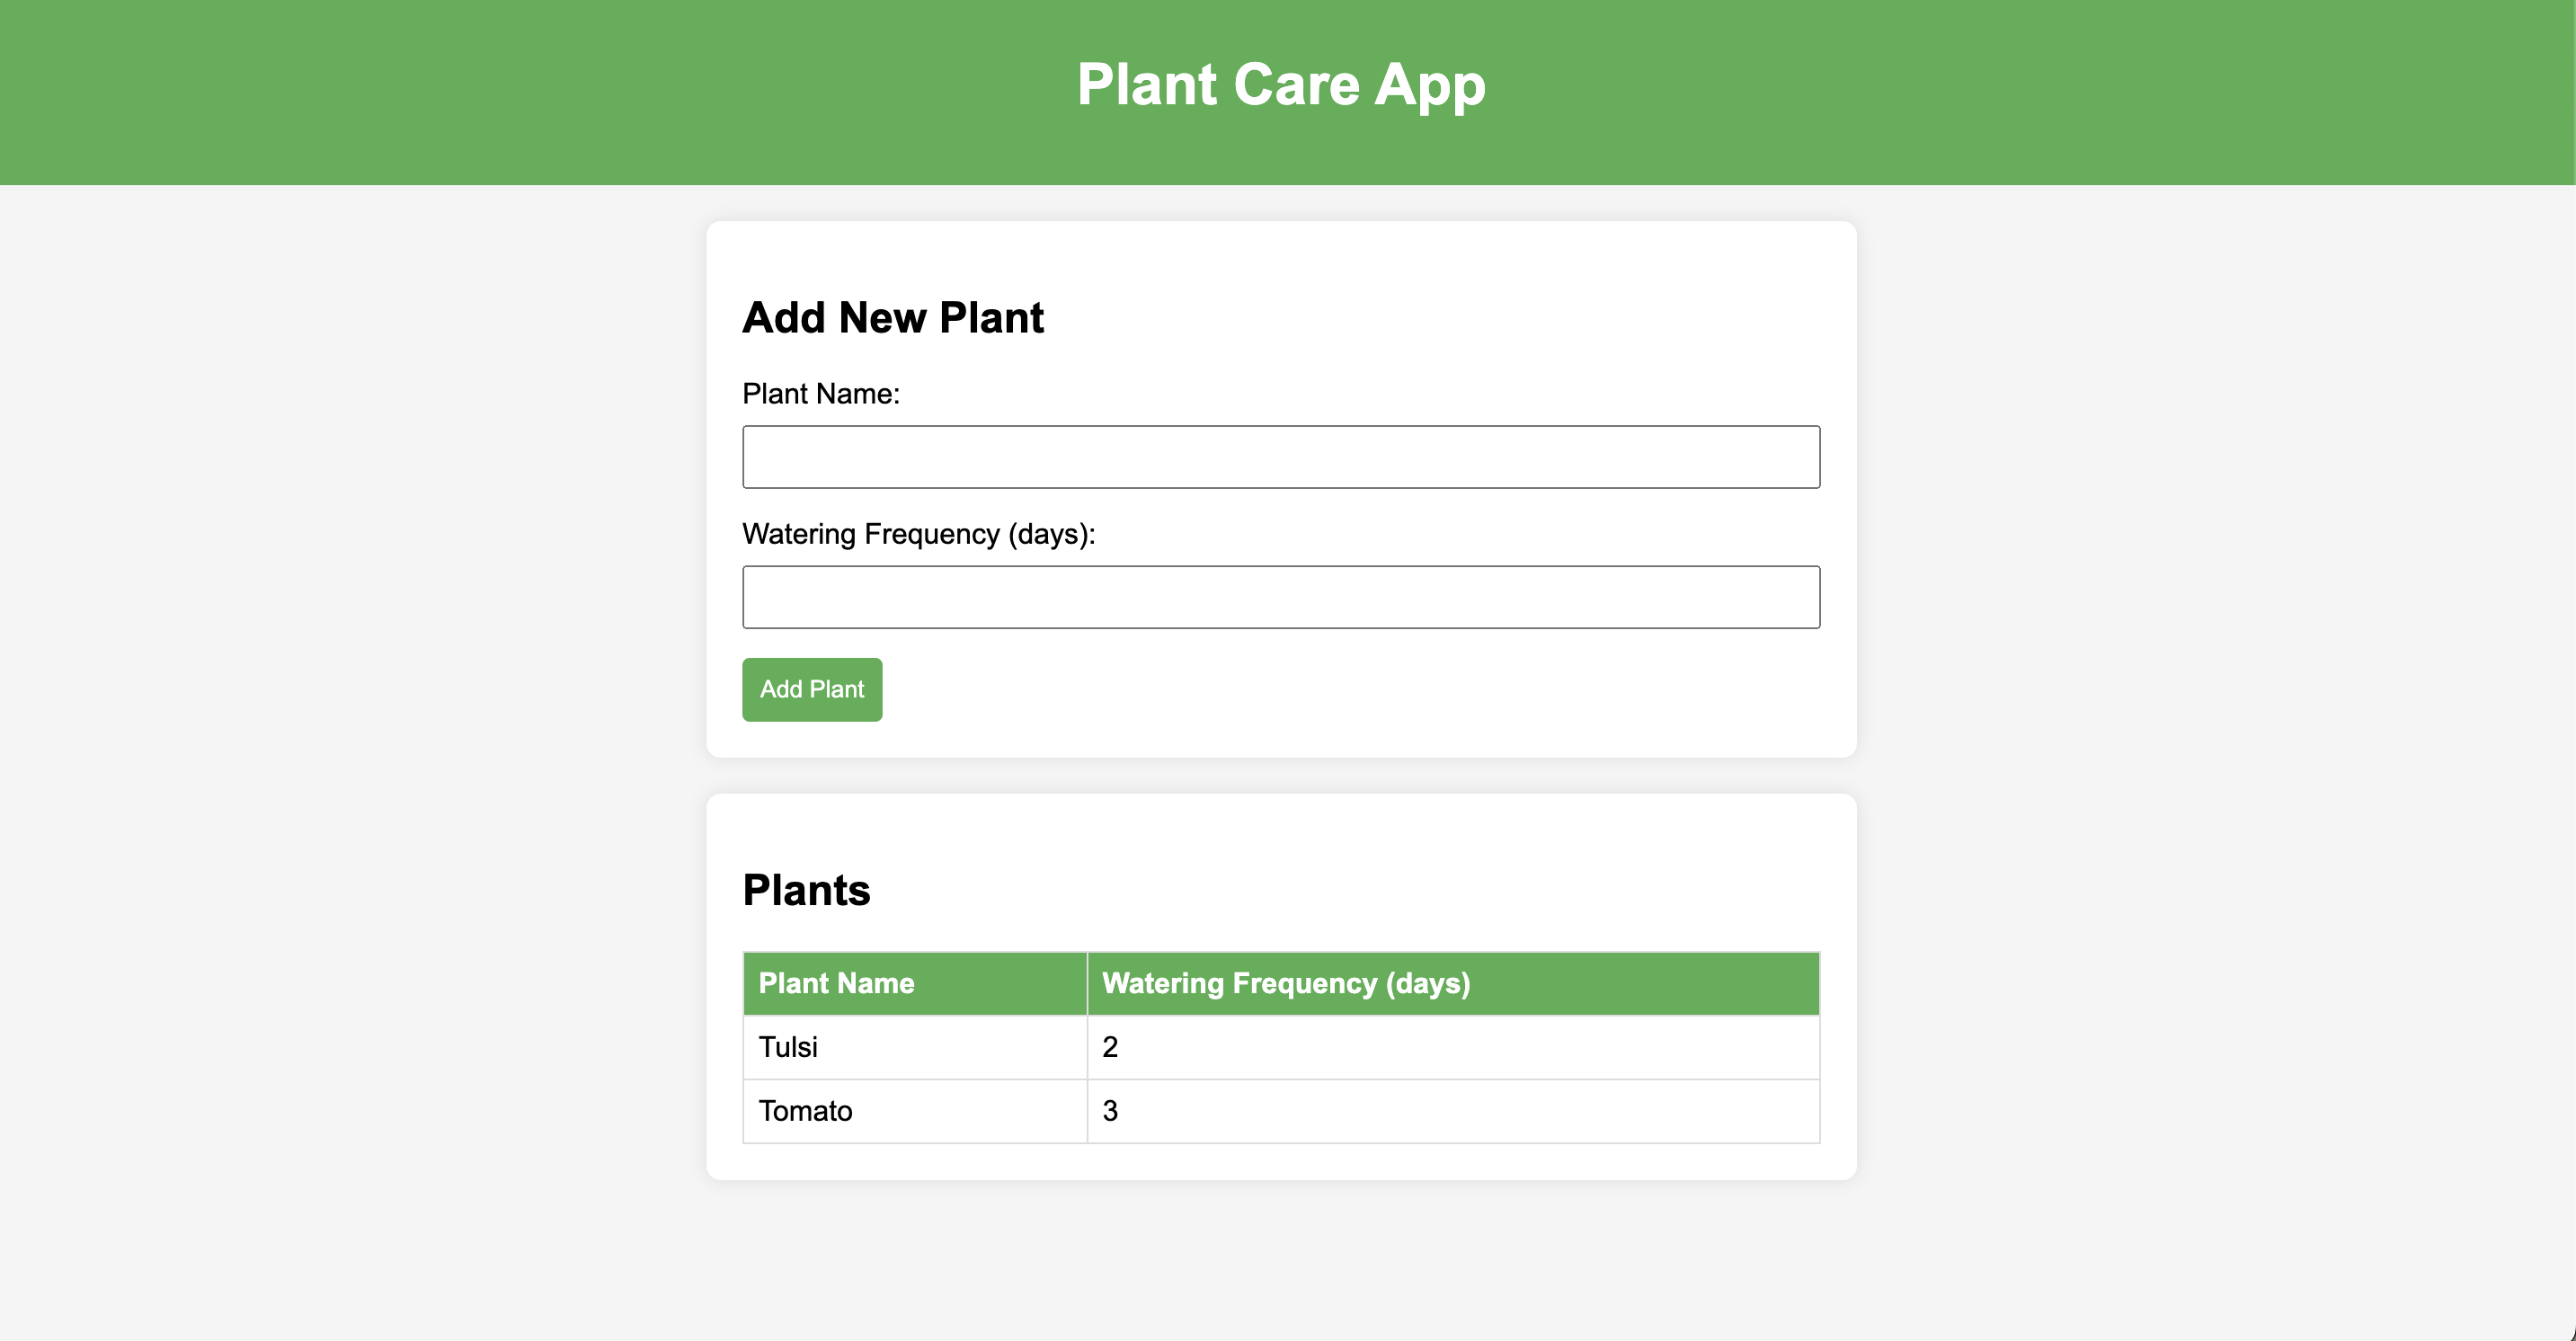 Plant Care App
Add New Plant
Plant Name:
Watering Frequency (days):
Add Plant
Plants
Plant Name Watering Frequency (days)
Tulsi 2
Tomato 3